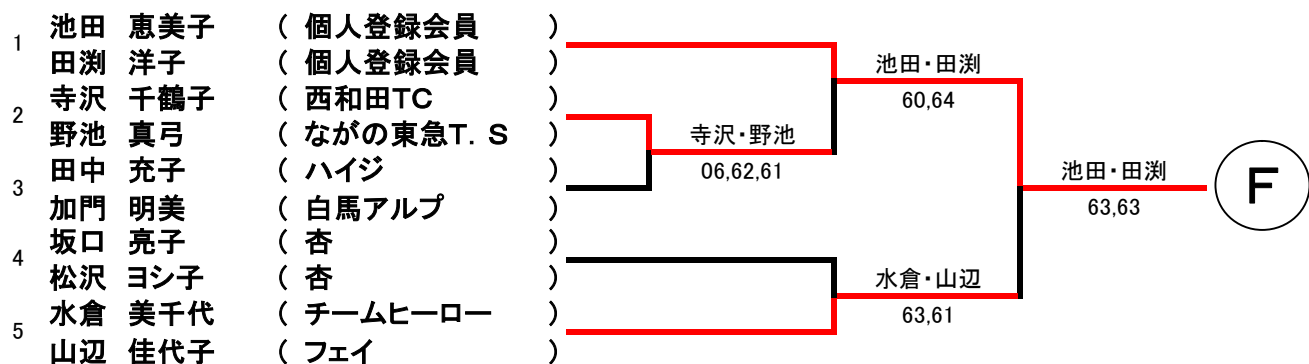 1
池田 恵美子 ( 個人登録会員 )
田渕 洋子 ( 個人登録会員 )
2
寺沢 千鶴子 ( 西和田TC )
野池 真弓 ( ながの東急T. S )
3
田中 充子 ( ハイジ )
加門 明美 ( 白馬アルプ )
4
坂口 亮子 ( 杏 )
松沢 ヨシ子 ( 杏 )
5
水倉 美千代 ( チームヒーロー )
山辺 佳代子 ( フェイ )
寺沢・野池
06,62,61
池田・田渕
60,64
水倉・山辺
63,61
池田・田渕
63,63
F